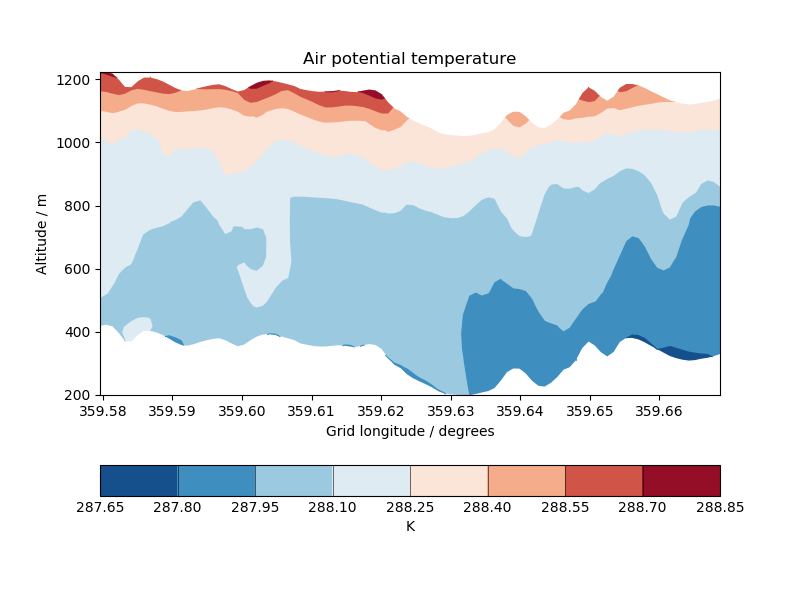 Air potential temperature
1200
1000
800
600
400
200
Altitude / m
359.58 359.59 359.60 359.61 359.62 359.63 359.64 359.65 359.66
Grid longitude / degrees
287.65 287.80 287.95 288.10 288.25 288.40 288.55 288.70 288.85
K